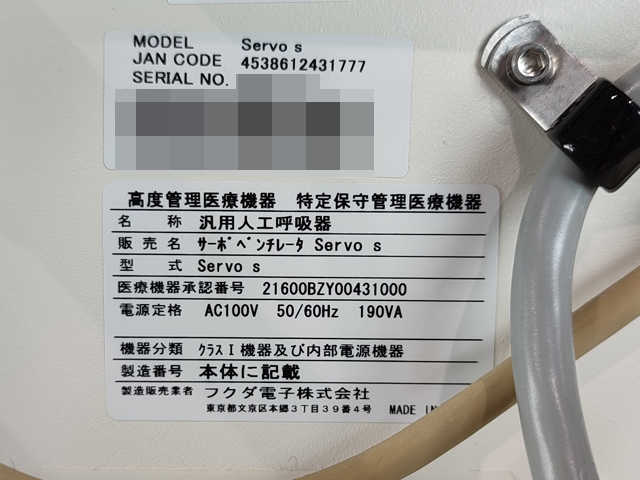 MODEL Servo s
JAN CODE 4538612431777
SERIAL NO.
高度管理医療機器 特定保守管理医療機器
名 称 汎用人工呼吸器
販売名 ｻｰﾎﾞﾍﾞﾝﾁﾚｰﾀ Servo s
型 式 Servo s
医療機器承認番号 21600BZY00431000
電源定格 AC100V 50/60Hz 190VA
機器分類 ｸﾗｽⅠ機器及び内部電源機器
製造番号 本体に記載
製造販売業者 フクダ電子株式会社
東京都文京区本郷３丁目３９番４号 MADE IN